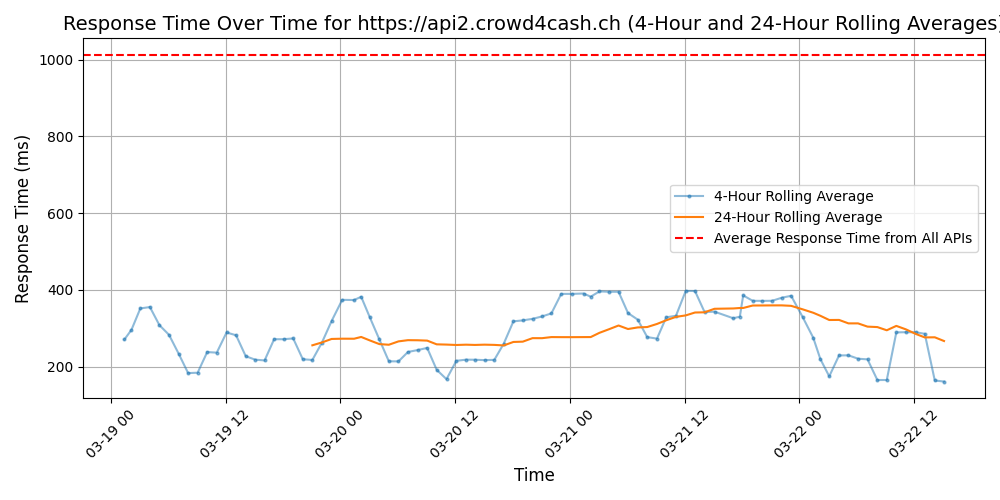 Response Time Over Time for https://api2.crowd4cash.ch (4-Hour and 24-Hour Rolling Averages)
Response Time (ms)
1000
800
600
400
200
4-Hour Rolling Average
24-Hour Rolling Average
Average Response Time from All APIs
03-19 00
03-19 12
03-20 00
03-20 12
03-21 00
03-21 12
03-22 00
03-22 12
Time